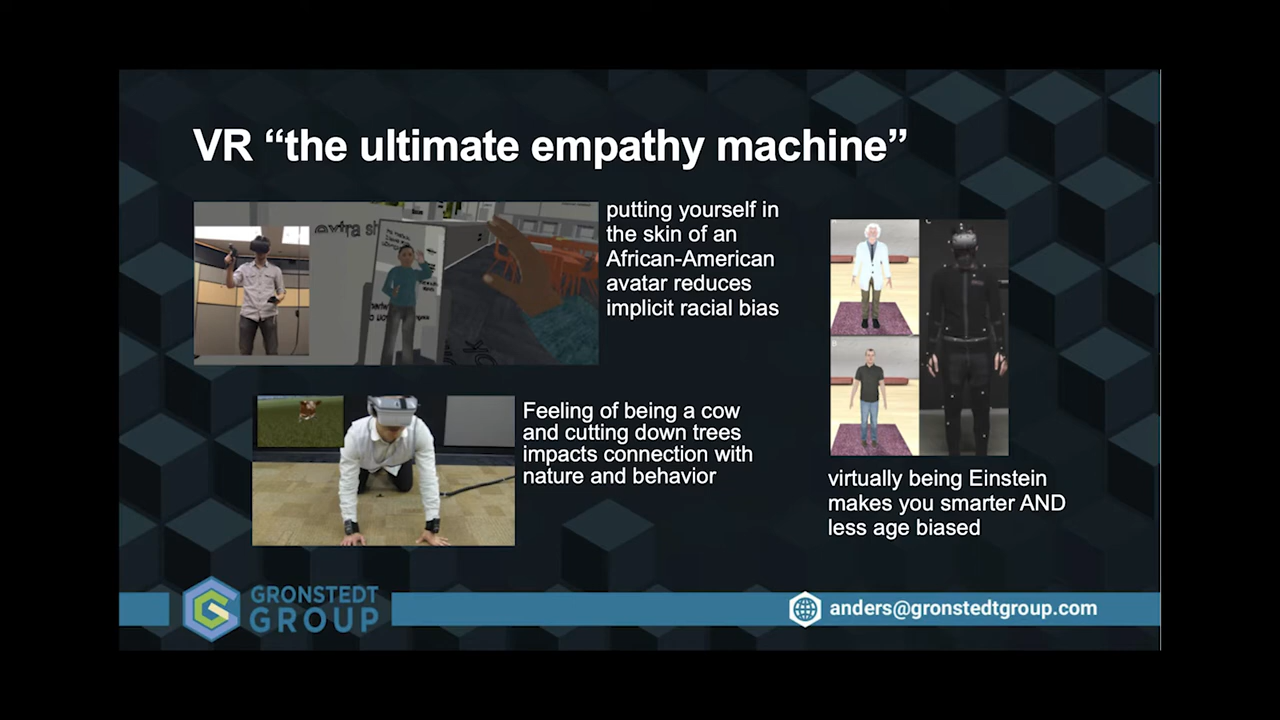 VR “the ultimate empathy machine”
extra sh
putting yourself in
the skin of an
African-American
avatar reduces
implicit racial bias
Feeling of being a cow
and cutting down trees
impacts connection with
nature and behavior
virtually being Einstein
makes you smarter AND
less age biased
GRONSTEDT
GROUP
anders@gronstedtgroup.com